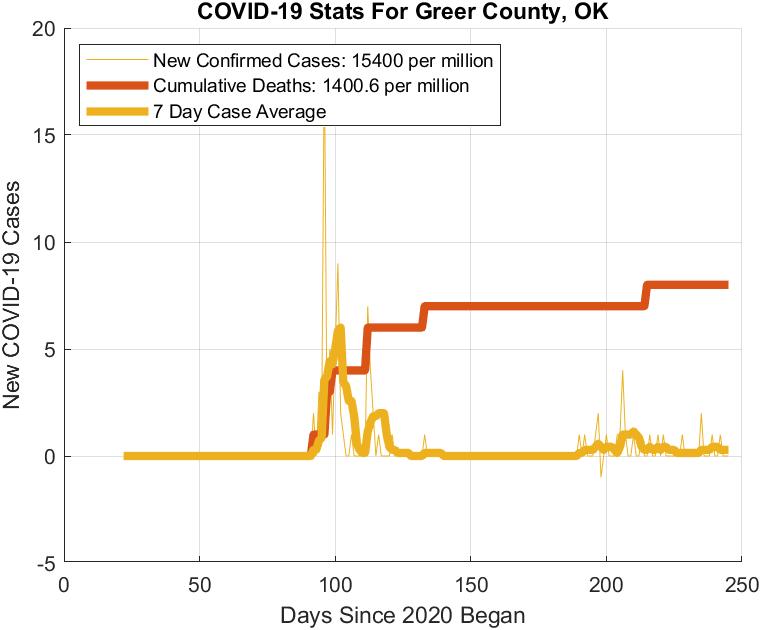 COVID-19 Stats For Greer County, OK
New Confirmed Cases: 15400 per million
Cumulative Deaths: 1400.6 per million
7 Day Case Average
New COVID-19 Cases
20
15
10
5
0
-5
0 50 100 150 200 250
Days Since 2020 Began